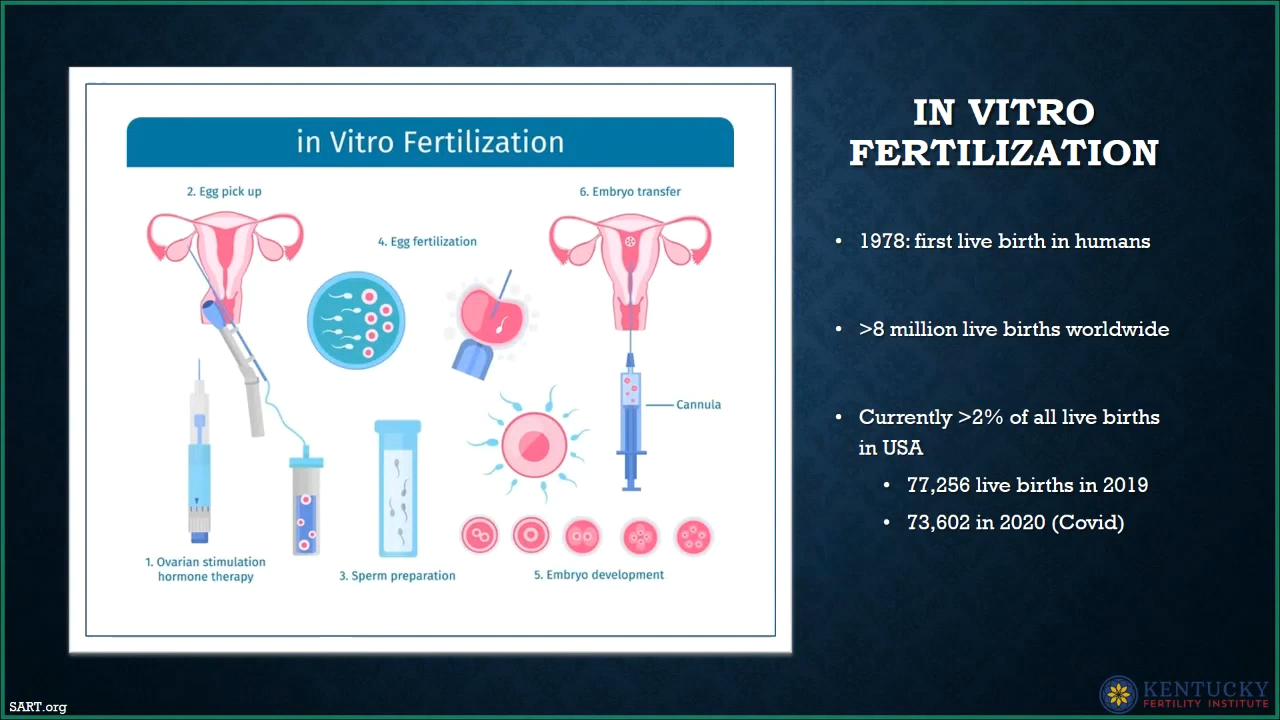 in Vitro Fertilization
2. Egg pick up
6. Embryo transfer
4. Egg fertilization
Cannula
1. Ovarian stimulation
hormone therapy
3. Sperm preparation
5. Embryo development
IN VITRO
FERTILIZATION
• 1978: first live birth in humans
• >8 million live births worldwide
• Currently >2% of all live births
in USA
• 77,256 live births in 2019
• 73,602 in 2020 (Covid)
SART.org
KENTUCKY
FERTILITY INSTITUTE